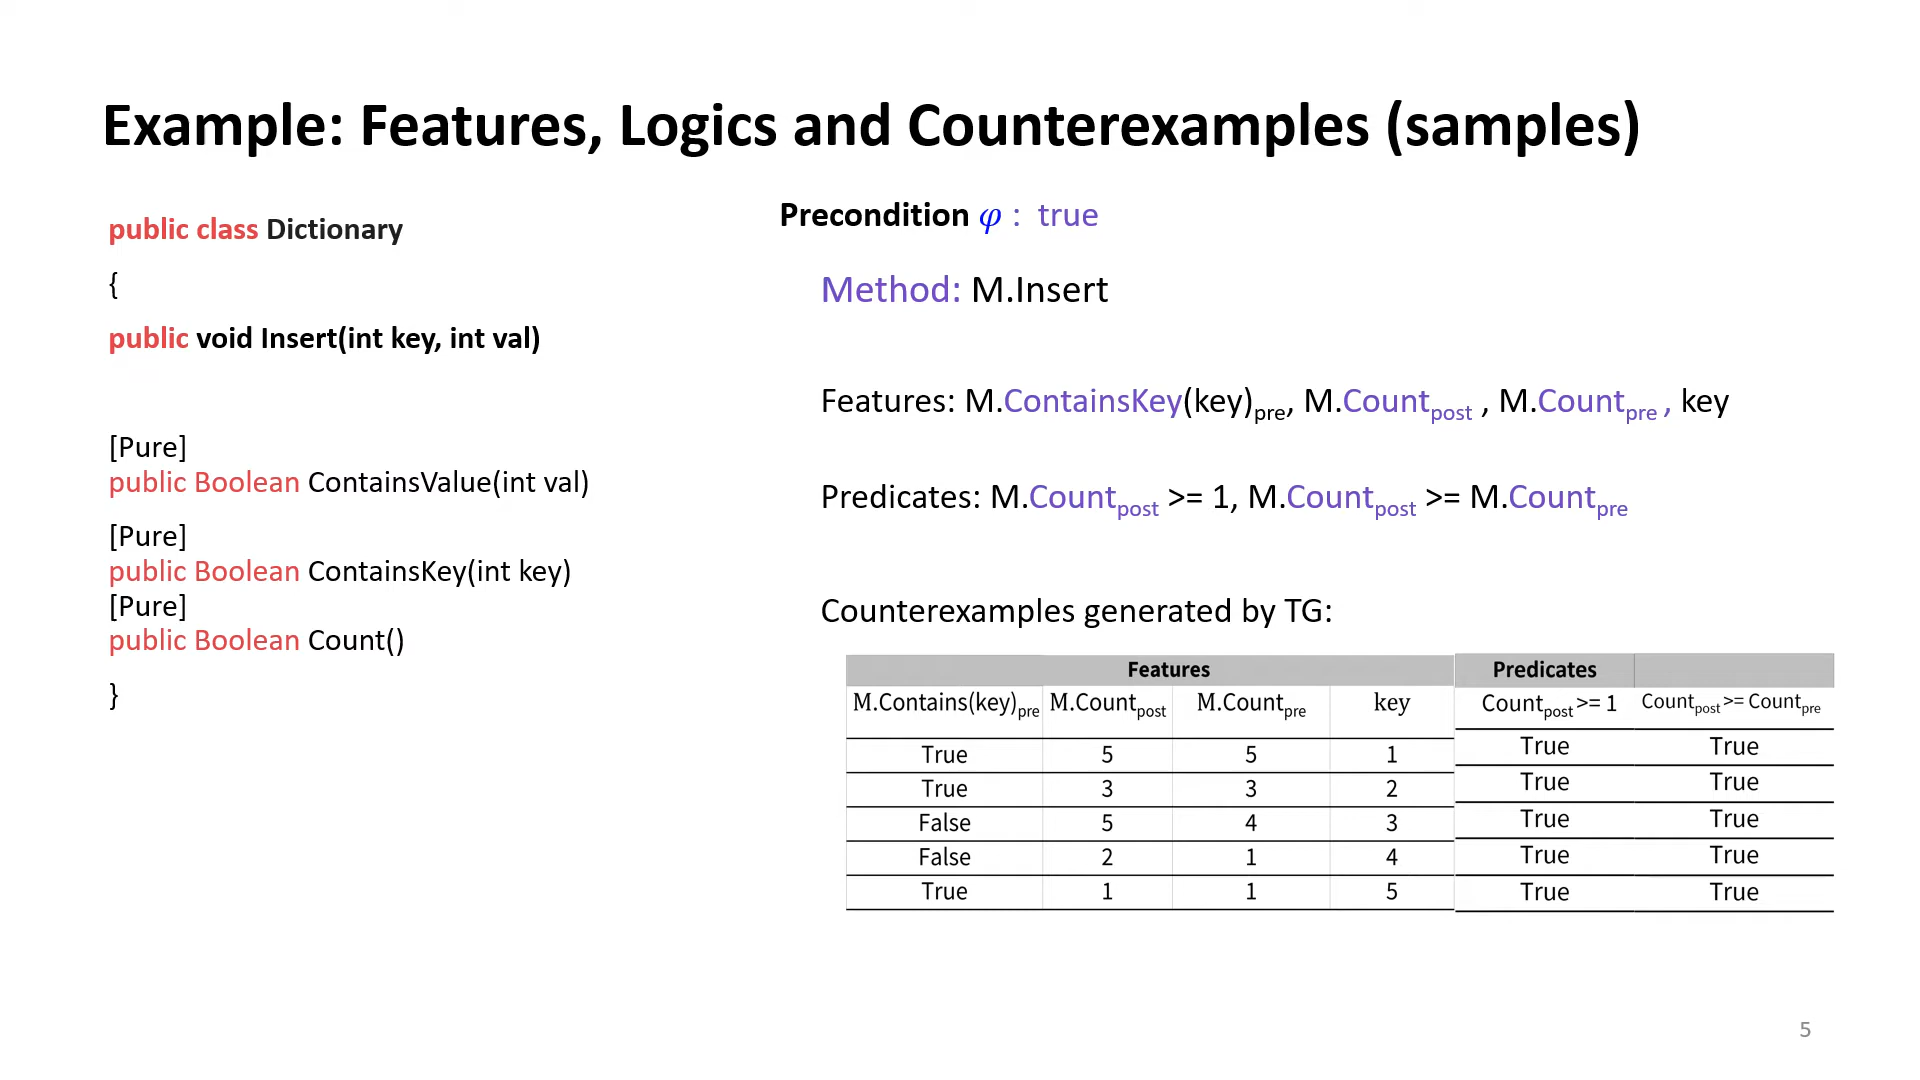 Example: Features, Logics and Counterexamples (samples)
public class Dictionary
{
public void Insert(int key, int val)
[Pure]
public Boolean ContainsValue(int val)
[Pure]
public Boolean ContainsKey(int key)
[Pure]
public Boolean Count()
}
Precondition φ : true
Method: M.Insert
Features: M.ContainsKey(key)pre, M.Countpost , M.Countpre , key
Predicates: M.Countpost >= 1, M.Countpost >= M.Countpre
Counterexamples generated by TG:
Features Predicates
M.Contains(key)pre M.Countpost M.Countpre key Countpost >= 1 Countpost >= Countpre
True 5 5 1 True True
True 3 3 2 True True
False 5 4 3 True True
False 2 1 4 True True
True 1 1 5 True True
5